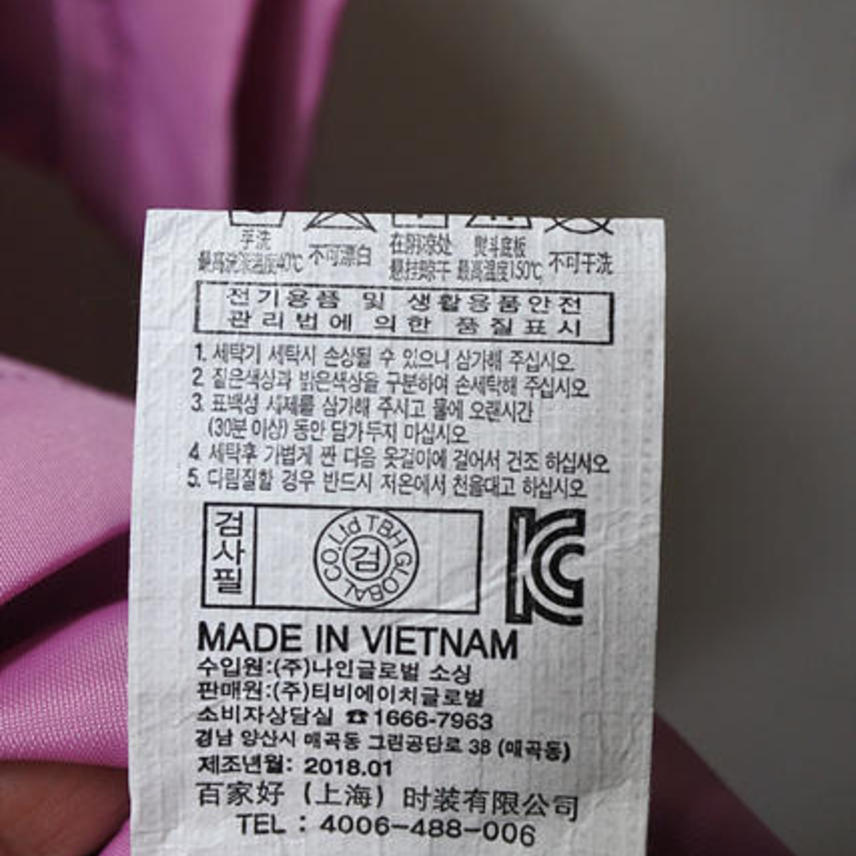 手洗
最高洗涤温度40℃
不可漂白
在阴凉处
悬挂晾干
熨斗底板
最高温度150℃
不可干洗
전기용품 및 생활용품안전
관리법에 의한 품질표시
1. 세탁기 세탁시 손상될 수 있으니 삼가해 주십시오.
2. 짙은색상과 밝은색상을 구분하여 손세탁해 주십시오.
3. 표백성 세제를 삼가해 주시고 물에 오랜시간
(30분 이상) 동안 담가두지 마십시오.
4. 세탁후 가볍게 짠 다음 옷걸이에 걸어서 건조 하십시오
5. 다림질할 경우 반드시 저온에서 천을대고 하십시오.
검사필
CO.Ltd TBH GLOBAL
검
KC
MADE IN VIETNAM
수입원:(주)나인글로벌 소싱
판매원:(주)티비에이치글로벌
소비자상담실 ☎1666-7963
경남 양산시 매곡동 그린공단로 38 (매곡동)
제조년월: 2018.01
百家好（上海）时装有限公司
TEL : 4006-488-006